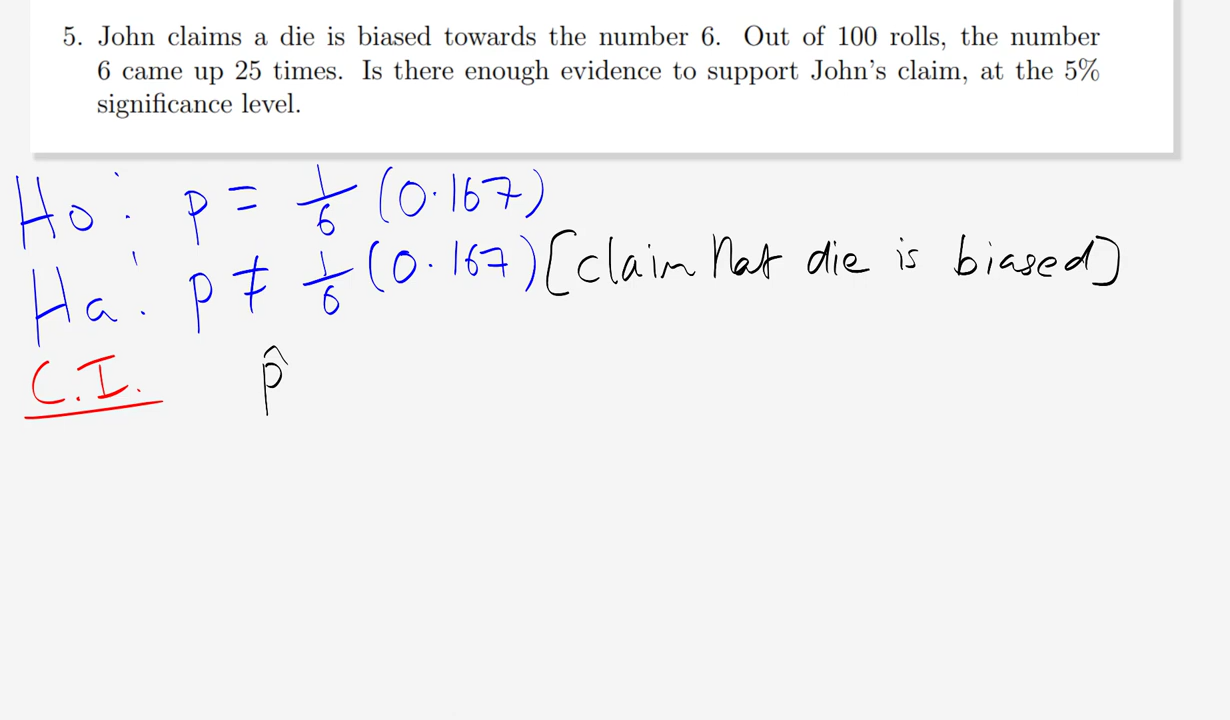 5. John claims a die is biased towards the number 6. Out of 100 rolls, the number
6 came up 25 times. Is there enough evidence to support John's claim, at the 5%
significance level.
Ho: p = 1/6 (0.167)
Ha: p ≠ 1/6 (0.167) [claim that die is biased]
C.I. p̂